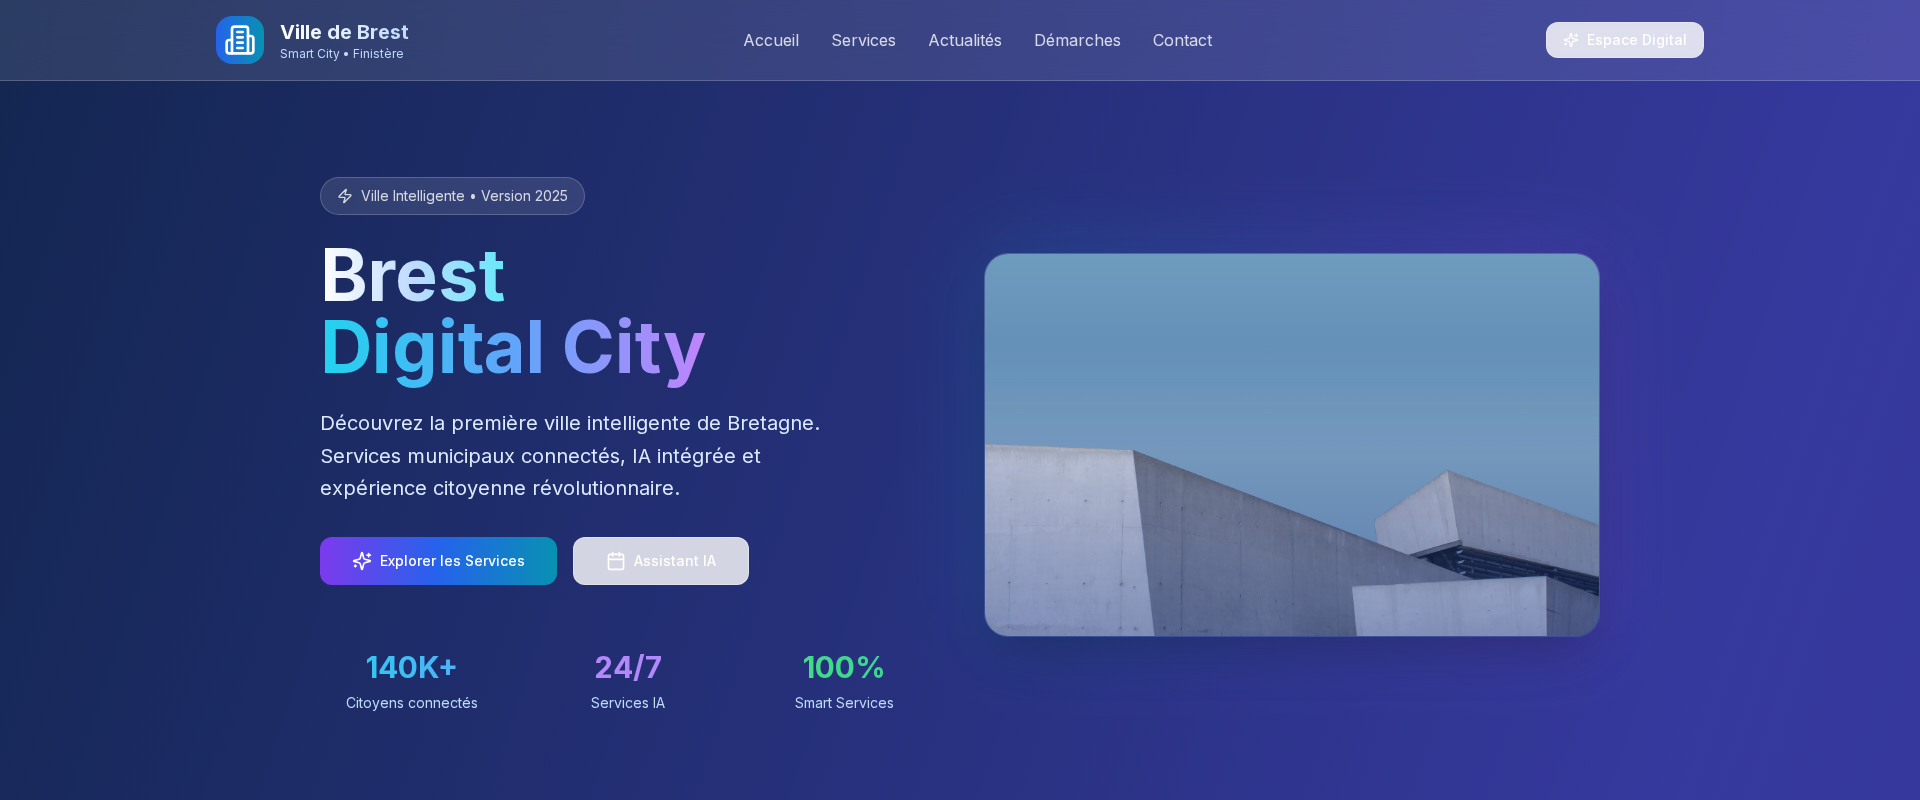 Ville de Brest
Smart City • Finistère
Accueil
Services
Actualités
Démarches
Contact
Espace Digital
Ville Intelligente • Version 2025
Brest
Digital City
Découvrez la première ville intelligente de Bretagne.
Services municipaux connectés, IA intégrée et
expérience citoyenne révolutionnaire.
Explorer les Services
Assistant IA
140K+
Citoyens connectés
24/7
Services IA
100%
Smart Services